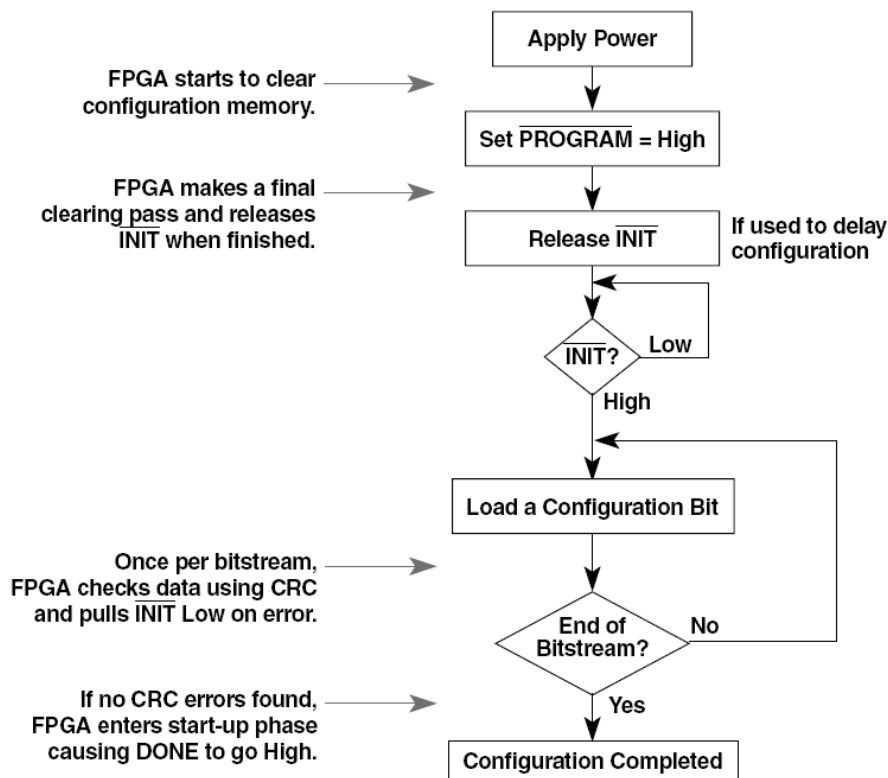 Apply Power
FPGA starts to clear
configuration memory.
Set PROGRAM = High
FPGA makes a final
clearing pass and releases
INIT when finished.
Release INIT
If used to delay
configuration
INIT?
Low
High
Load a Configuration Bit
Once per bitstream,
FPGA checks data using CRC
and pulls INIT Low on error.
End of
Bitstream?
No
Yes
If no CRC errors found,
FPGA enters start-up phase
causing DONE to go High.
Configuration Completed